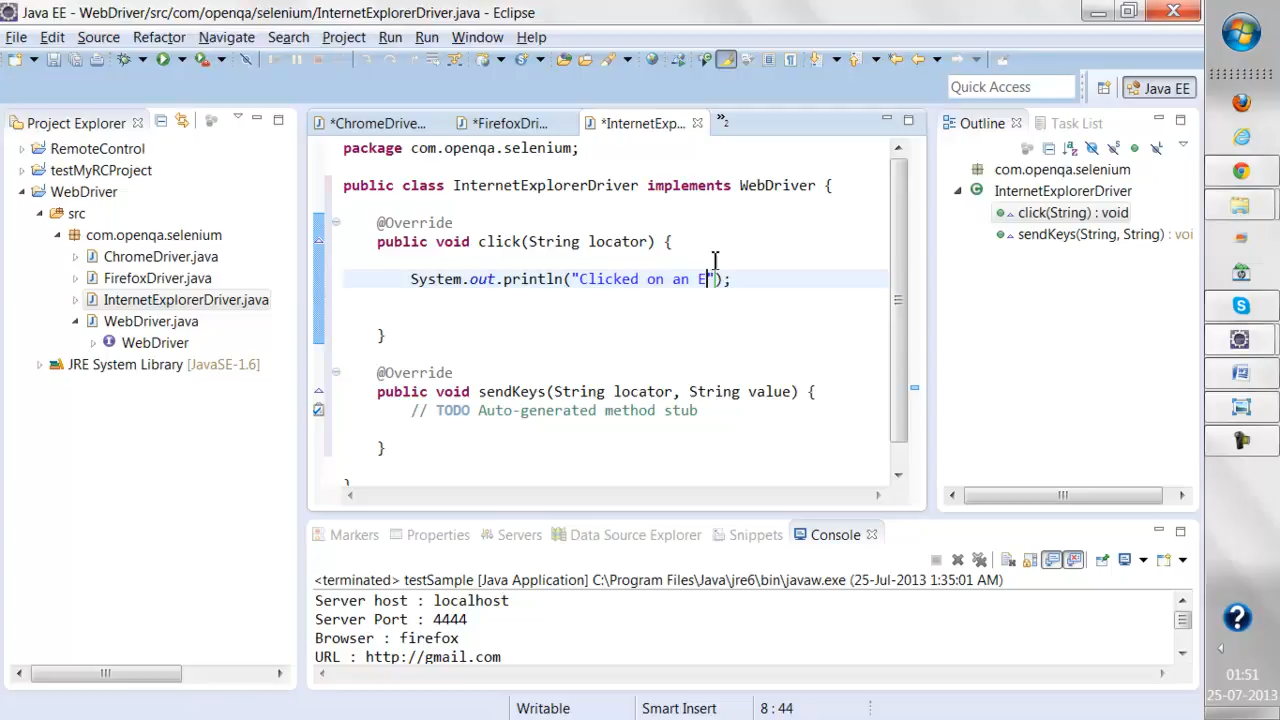 Java EE - WebDriver/src/com/openqa/selenium/InternetExplorerDriver.java - Eclipse
File Edit Source Refactor Navigate Search Project Run Run Window Help
Quick Access
Java EE
Project Explorer
RemoteControl
testMyRCProject
WebDriver
src
com.openqa.selenium
ChromeDriver.java
FirefoxDriver.java
InternetExplorerDriver.java
WebDriver.java
WebDriver
JRE System Library [JavaSE-1.6]
*ChromeDrive... *FirefoxDri... *InternetExp... »2
package com.openqa.selenium;
public class InternetExplorerDriver implements WebDriver {
@Override
public void click(String locator) {
System.out.println("Clicked on an E");
}
@Override
public void sendKeys(String locator, String value) {
// TODO Auto-generated method stub
}
}
Outline Task List
com.openqa.selenium
InternetExplorerDriver
click(String) : void
sendKeys(String, String) : voi
Markers Properties Servers Data Source Explorer Snippets Console
<terminated> testSample [Java Application] C:\Program Files\Java\jre6\bin\javaw.exe (25-Jul-2013 1:35:01 AM)
Server host : localhost
Server Port : 4444
Browser : firefox
URL : http://gmail.com
Writable Smart Insert 8 : 44
01:51
25-07-2013